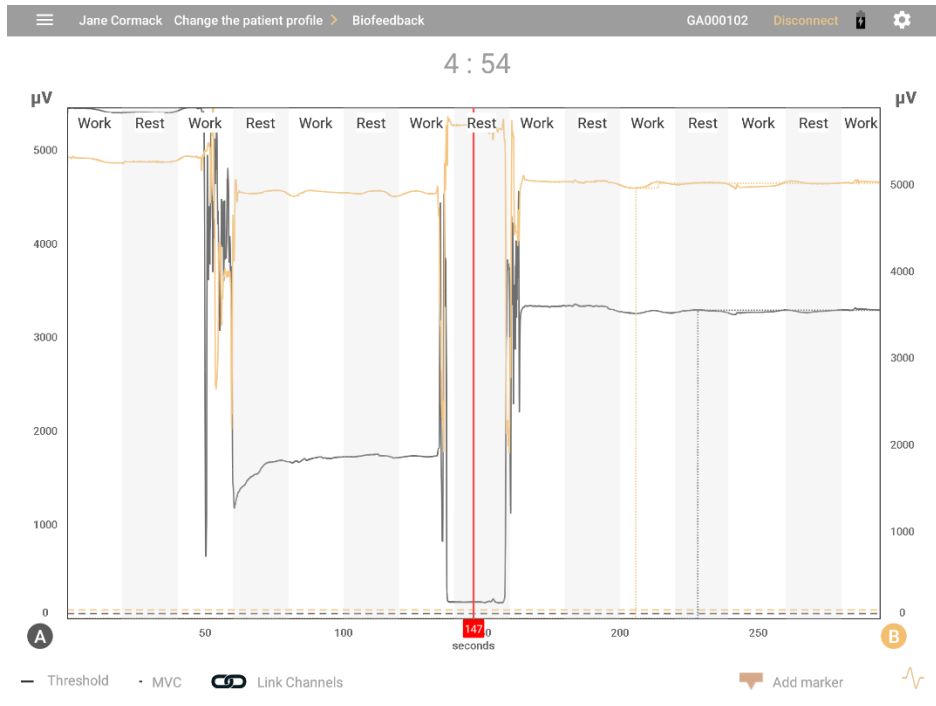 Jane Cormack Change the patient profile > Biofeedback GA000102 Disconnect
4 : 54
μV μV
Work Rest Work Rest Work Rest Work Rest Work Rest Work Rest Work Rest Work
5000
5000
4000
4000
3000
3000
2000
2000
1000
1000
0 0
A 50 100 147 0 200 250 B
seconds
Threshold MVC Link Channels Add marker